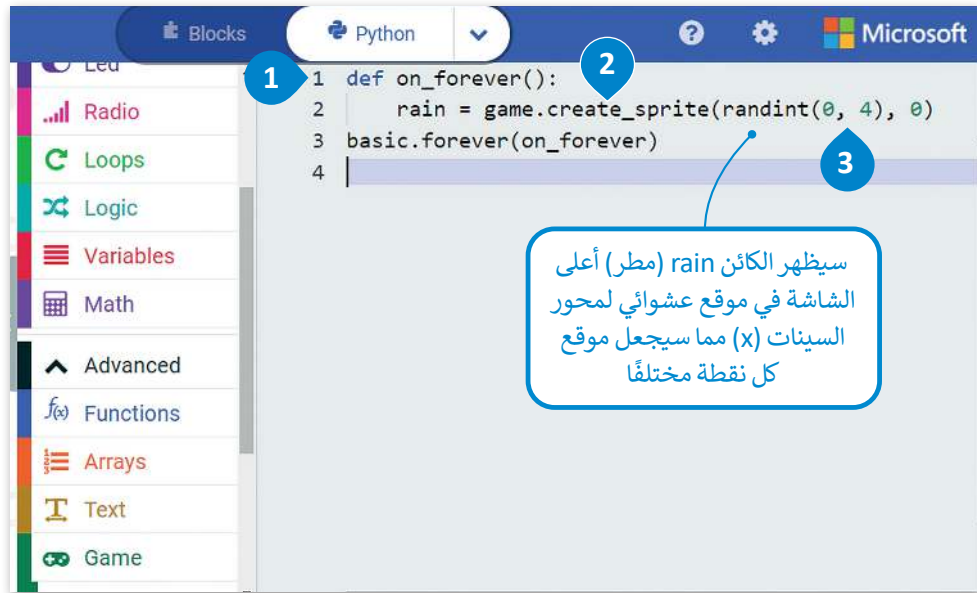 Blocks
Python
Microsoft
Led
Radio
Loops
Logic
Variables
Math
Advanced
f(x) Functions
Arrays
Text
Game
1
2
3
1 def on_forever():
2 rain = game.create_sprite(randint(0, 4), 0)
3 basic.forever(on_forever)
4
سيظهر الكائن rain (مطر) أعلى
الشاشة في موقع عشوائي لمحور
السينات (x) مما سيجعل موقع
كل نقطة مختلفًا